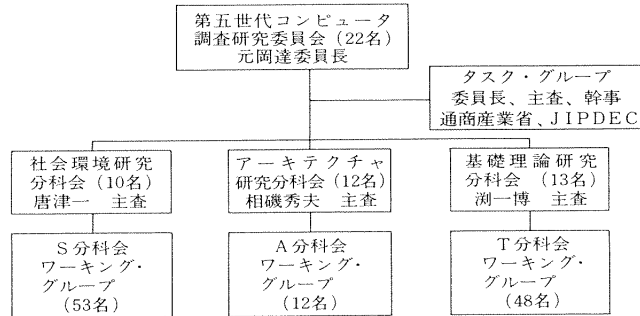 第五世代コンピュータ
調査研究委員会 (22名)
元岡達委員長
タスク・グループ
委員長、主査、幹事
通商産業省、JIPDEC
社会環境研究
分科会 (10名)
唐津一 主査
アーキテクチャ
研究分科会 (12名)
相磯秀夫 主査
基礎理論研究
分科会 (13名)
渕一博 主査
S分科会
ワーキング・
グループ
(53名)
A分科会
ワーキング・
グループ
(12名)
T分科会
ワーキング・
グループ
(48名)